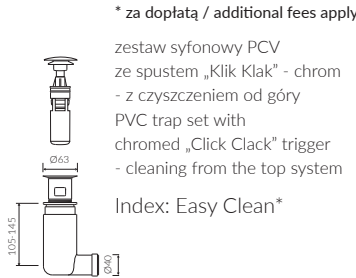 * za dopłatą / additional fees apply
zestaw syfonowy PCV
ze spustem „Klik Klak” - chrom
- z czyszczeniem od góry
PVC trap set with
chromed „Click Clack” trigger
- cleaning from the top system
Index: Easy Clean*
Ø63
105-145
Ø40